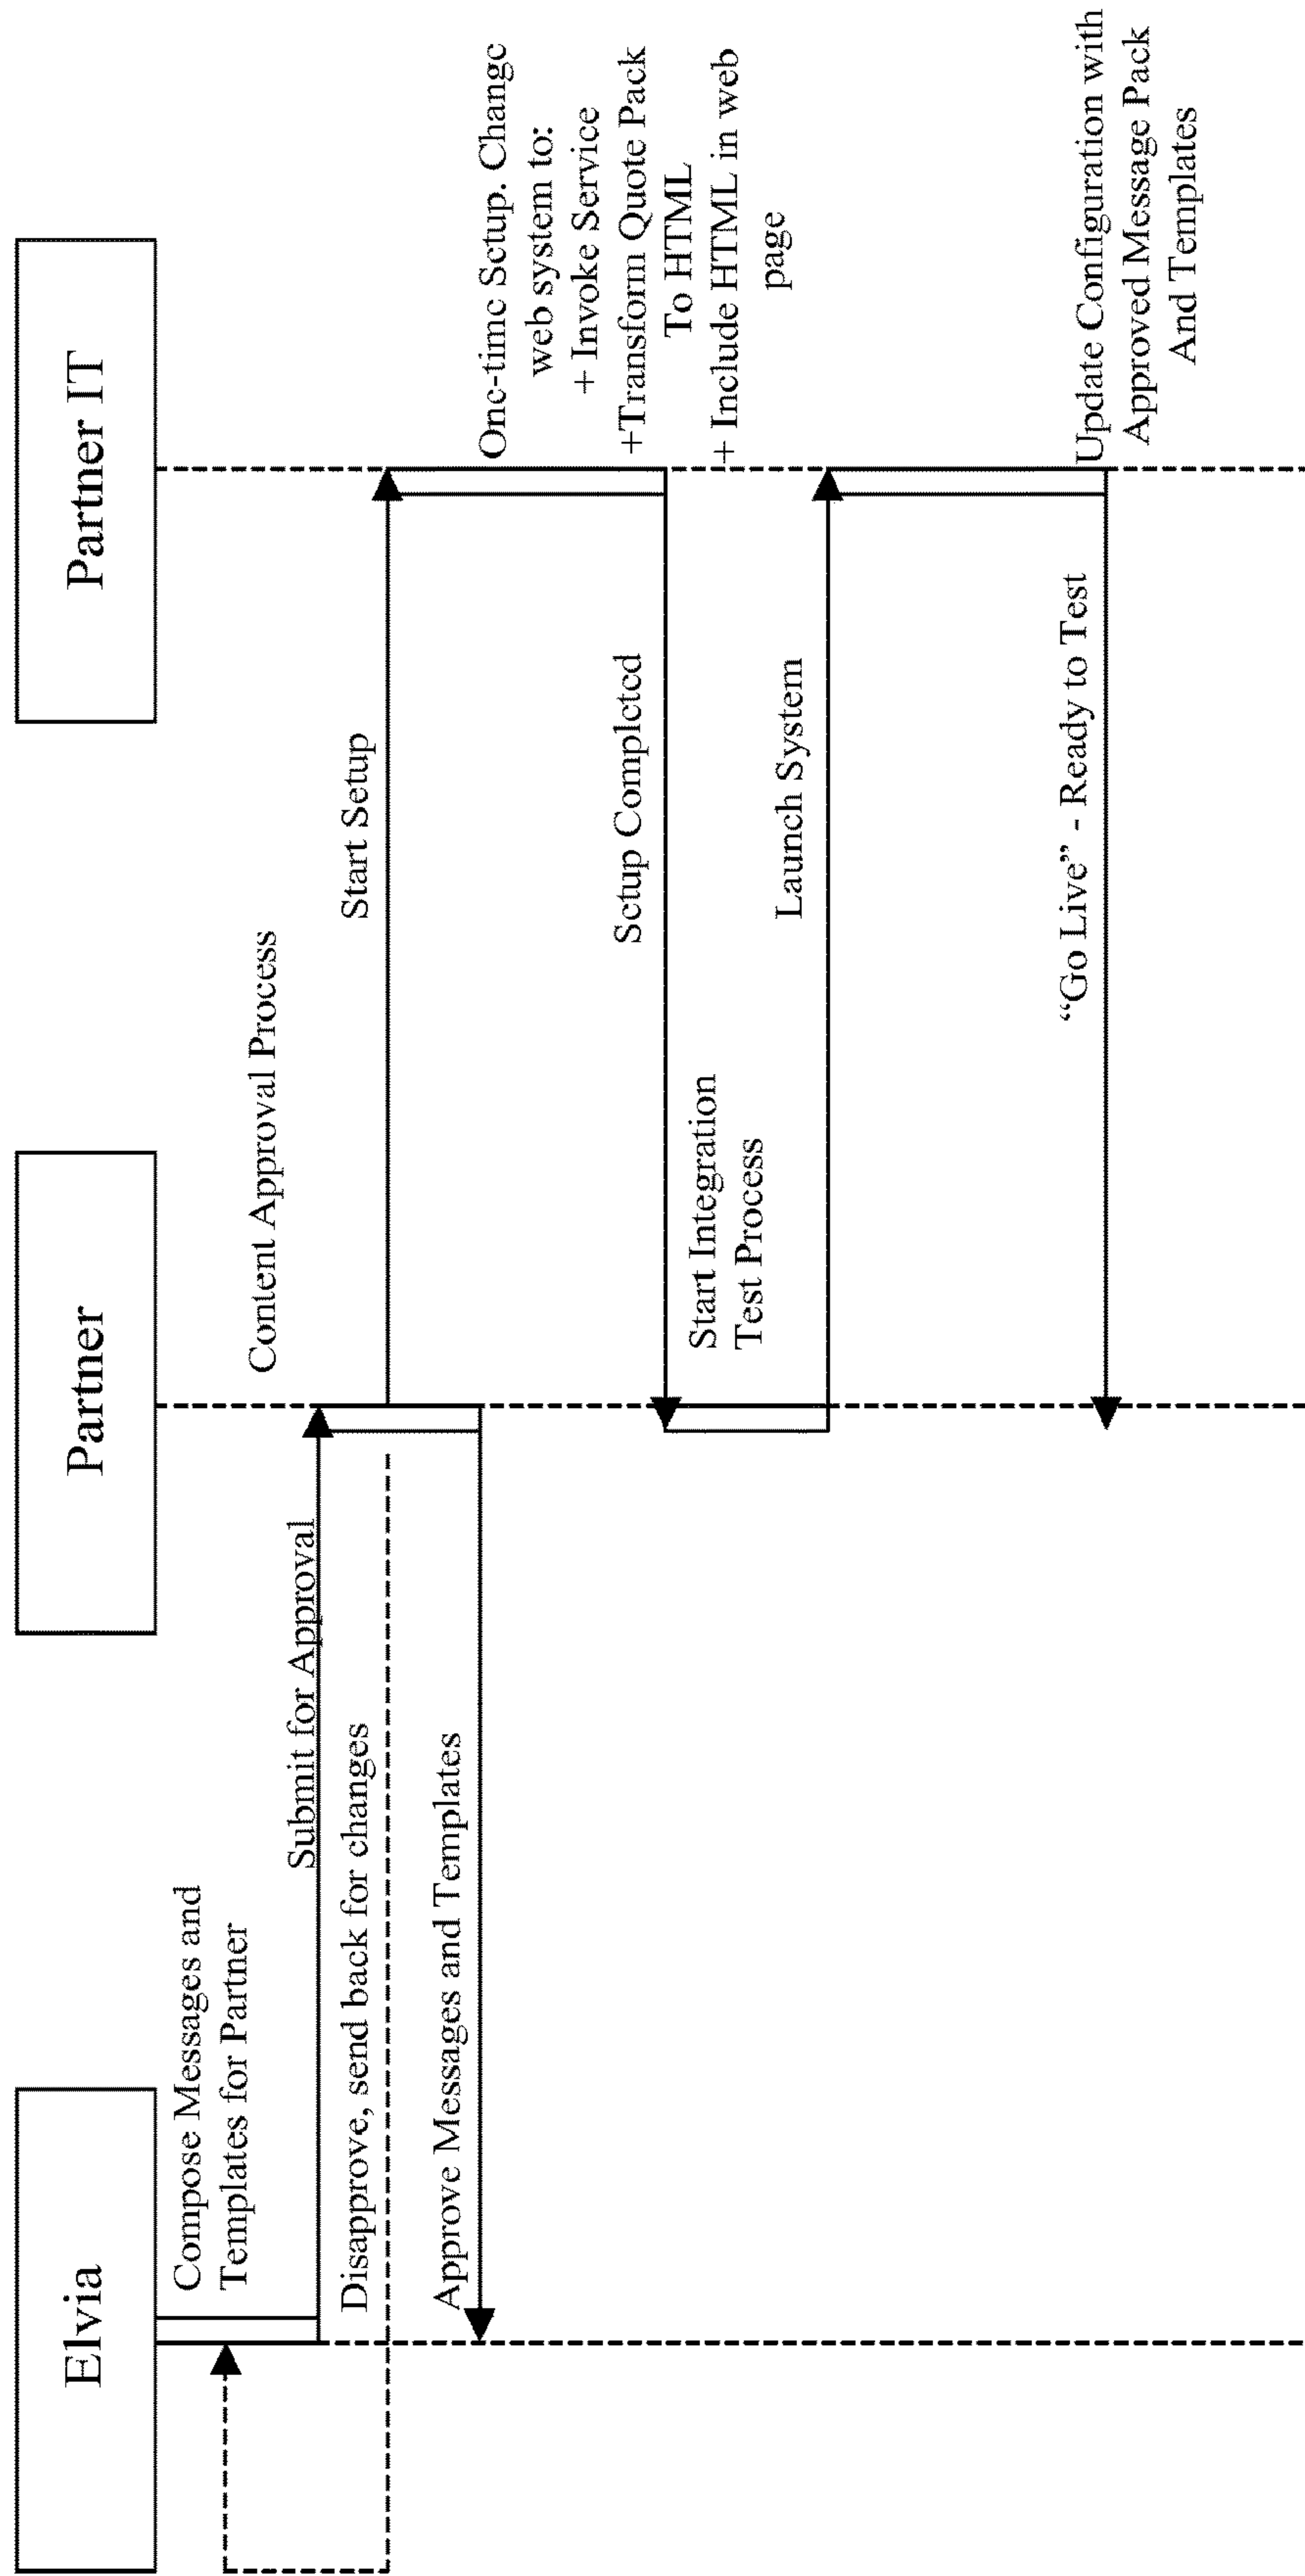 Elvia
Partner
Partner IT
Compose Messages and
Templates for Partner
Content Approval Process
Submit for Approval
Disapprove, send back for changes
Start Setup
Approve Messages and Templates
One-time Setup. Change
web system to:
+ Invoke Service
+Transform Quote Pack
To HTML
+ Include HTML in web
page
Setup Completed
Start Integration
Test Process
Launch System
“Go Live” - Ready to Test
Update Configuration with
Approved Message Pack
And Templates